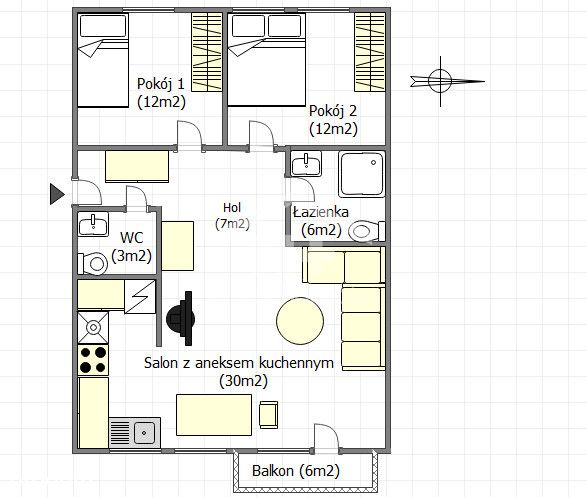 Pokój 1
(12m2)
Pokój 2
(12m2)
Hol
(7m2)
Łazienka
(6m2)
WC
(3m2)
Salon z aneksem kuchennym
(30m2)
Balkon (6m2)